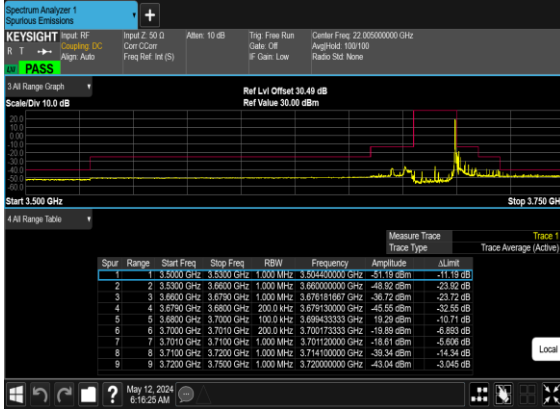 Spectrum Analyzer 1
Spurious Emissions
KEYSIGHT Input: RF Input Z: 50 Ω Atten: 10 dB Trig: Free Run Center Freq: 22.005000000 GHz
R T Coupling: DC Corr CCorr Gate: Off Avg|Hold: 100/100
Align: Auto Freq Ref: Int (S) IF Gain: Low Radio Std: None
PASS
3 All Range Graph
Ref Lvl Offset 30.49 dB
Scale/Div 10.0 dB Ref Value 30.00 dBm
20.0
10.0
0.00
-10.0
-20.0
-30.0
-40.0
-50.0
-60.0
Start 3.500 GHz Stop 3.750 GH
4 All Range Table
Measure Trace Trace 1
Trace Type Trace Average (Active)
Spur Range Start Freq Stop Freq RBW Frequency Amplitude ΔLimit
1 1 3.5000 GHz 3.5300 GHz 1.000 MHz 3.504400000 GHz -51.19 dBm -11.19 dB
2 2 3.5300 GHz 3.6600 GHz 1.000 MHz 3.660000000 GHz -48.92 dBm -23.92 dB
3 3 3.6600 GHz 3.6790 GHz 1.000 MHz 3.676181667 GHz -36.72 dBm -23.72 dB
4 4 3.6790 GHz 3.6800 GHz 200.0 kHz 3.679130000 GHz -45.55 dBm -32.55 dB
5 5 3.6800 GHz 3.7000 GHz 100.0 kHz 3.699433333 GHz 19.29 dBm -10.71 dB
6 6 3.7000 GHz 3.7010 GHz 200.0 kHz 3.700173333 GHz -19.89 dBm -6.893 dB
7 7 3.7010 GHz 3.7100 GHz 1.000 MHz 3.701120000 GHz -18.61 dBm -5.606 dB
8 8 3.7100 GHz 3.7200 GHz 1.000 MHz 3.714100000 GHz -39.34 dBm -14.34 dB
9 9 3.7200 GHz 3.7500 GHz 1.000 MHz 3.720000000 GHz -43.04 dBm -3.045 dB
Local
May 12, 2024
6:16:25 AM